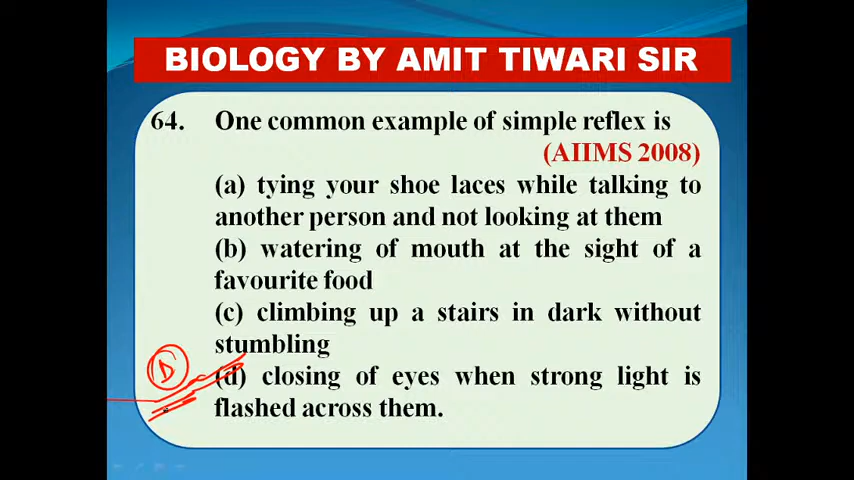 BIOLOGY BY AMIT TIWARI SIR
64. One common example of simple reflex is
(AIIMS 2008)
(a) tying your shoe laces while talking to
another person and not looking at them
(b) watering of mouth at the sight of a
favourite food
(c) climbing up a stairs in dark without
stumbling
D
(d) closing of eyes when strong light is
flashed across them.